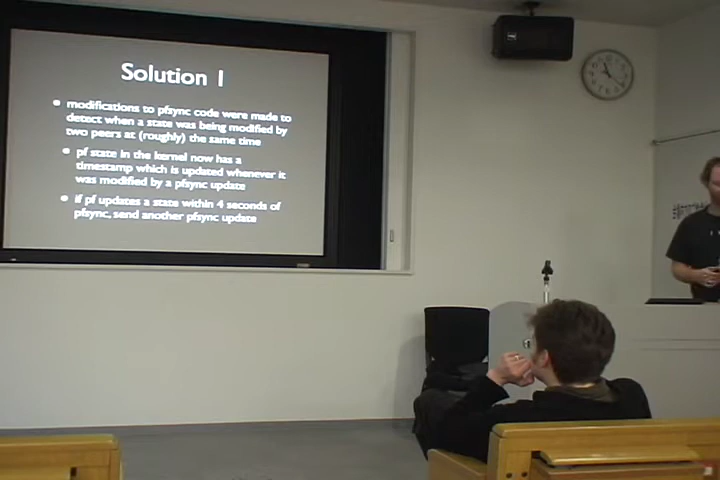 Solution 1
modifications to pfsync code were made to
detect when a state was being modified by
two peers at (roughly) the same time
pf state in the kernel now has a
timestamp which is updated whenever it
was modified by a pfsync update
if pf updates a state within 4 seconds of
pfsync, send another pfsync update